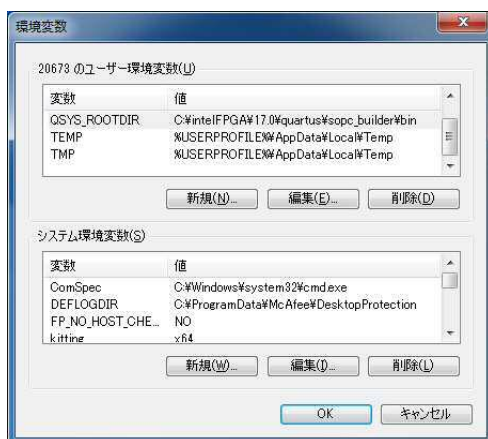 環境変数
20673 のユーザー環境変数(U)
変数 値
QSYS_ROOTDIR C:¥intelFPGA¥17.0¥quartus¥sopc_builder¥bin
TEMP %USERPROFILE%¥AppData¥Local¥Temp
TMP %USERPROFILE%¥AppData¥Local¥Temp
新規(N)... 編集(E)... 削除(D)
システム環境変数(S)
変数 値
ComSpec C:¥Windows¥system32¥cmd.exe
DEFLOGDIR C:¥ProgramData¥McAfee¥DesktopProtection
FP_NO_HOST_CHE... NO
kitting x64
新規(W)... 編集(I)... 削除(L)
OK キャンセル